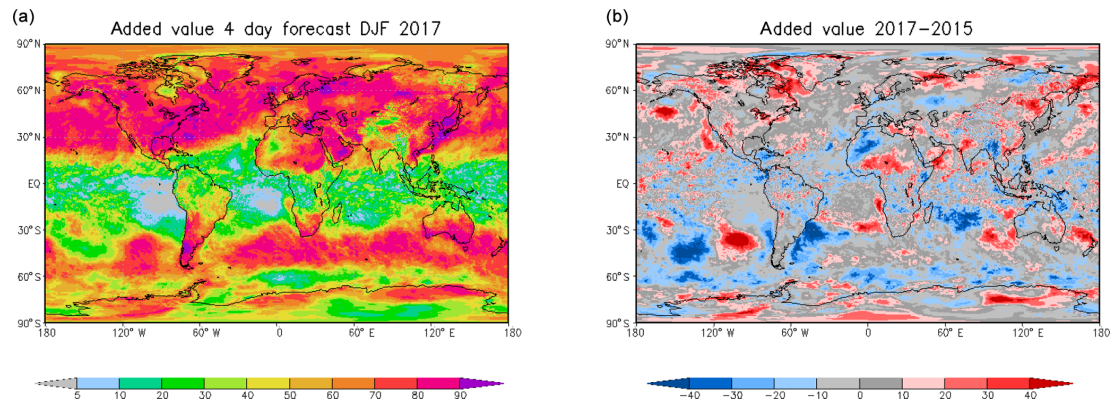 (a)
Added value 4 day forecast DJF 2017
90°N
60°N
30°N
EQ
30°S
60°S
90°S
180 120°W 60°W 0 60°E 120°E 180
5 10 20 30 40 50 60 70 80 90
(b)
Added value 2017−2015
90°N
60°N
30°N
EQ
30°S
60°S
90°S
180 120°W 60°W 0 60°E 120°E 180
−40 −30 −20 −10 0 10 20 30 40